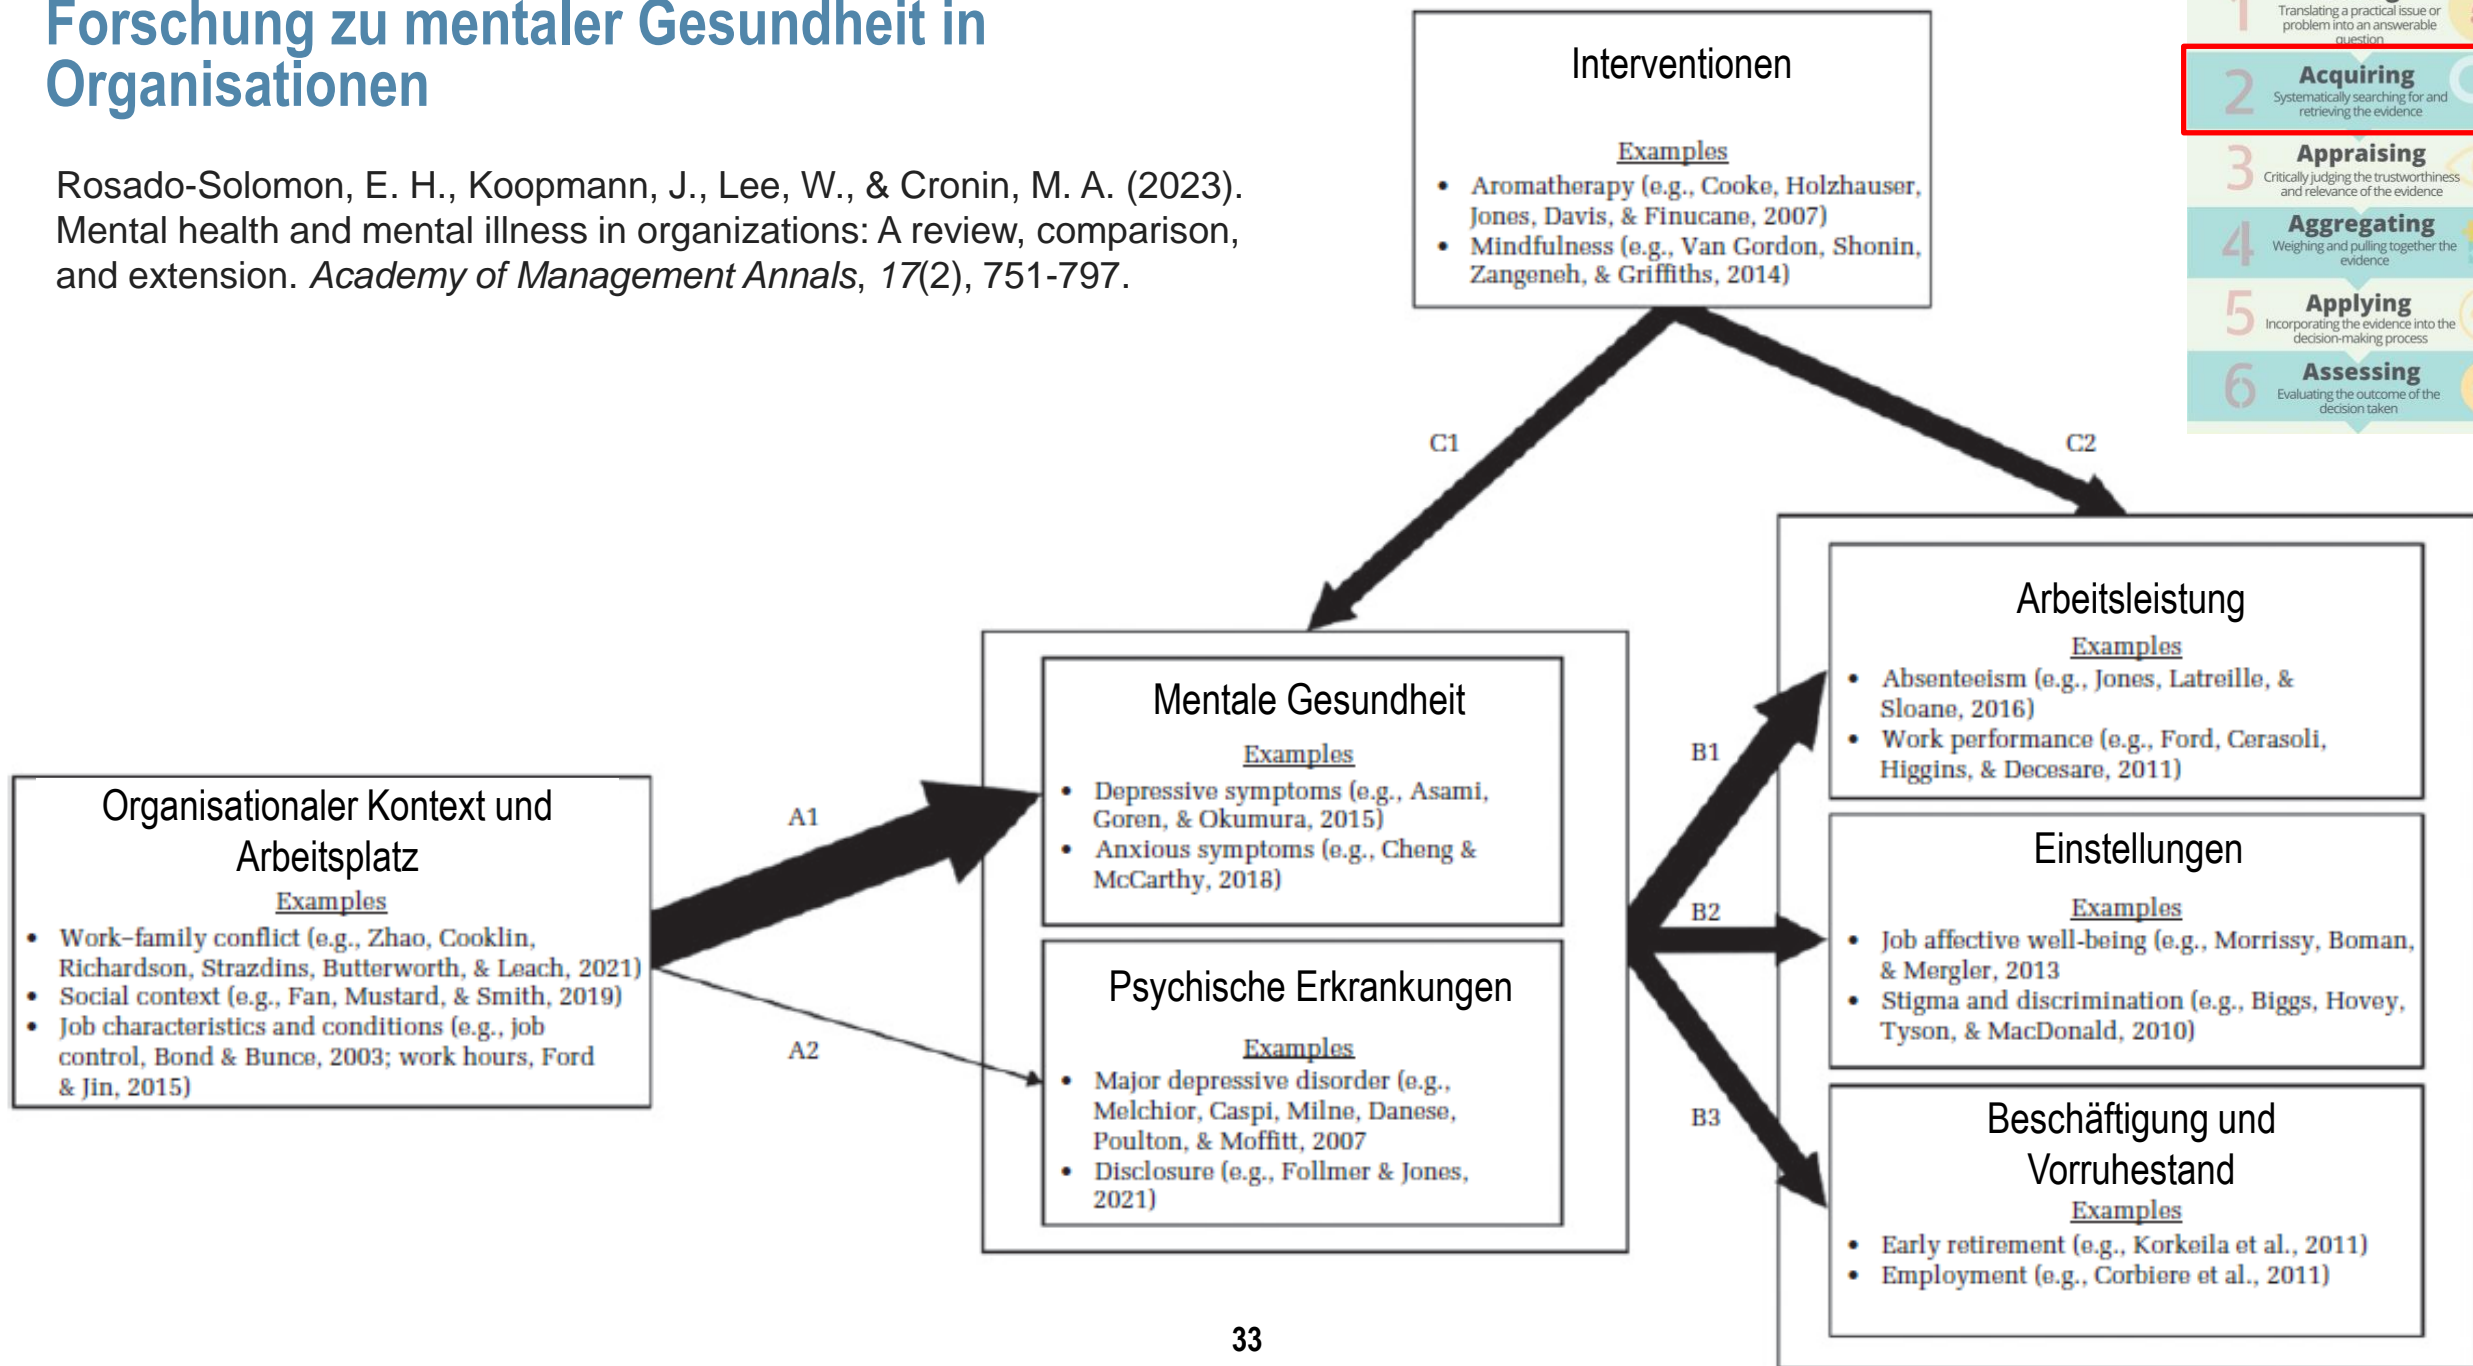 Forschung zu mentaler Gesundheit in
Organisationen
Rosado-Solomon, E. H., Koopmann, J., Lee, W., & Cronin, M. A. (2023).
Mental health and mental illness in organizations: A review, comparison,
and extension. Academy of Management Annals, 17(2), 751-797.
Interventionen
Examples
• Aromatherapy (e.g., Cooke, Holzhauser,
Jones, Davis, & Finucane, 2007)
• Mindfulness (e.g., Van Gordon, Shonin,
Zangeneh, & Griffiths, 2014)
1
Translating a practical issue or
problem into an answerable
question
2
Acquiring
Systematically searching for and
retrieving the evidence
3
Appraising
Critically judging the trustworthiness
and relevance of the evidence
4
Aggregating
Weighing and pulling together the
evidence
5
Applying
Incorporating the evidence into the
decision-making process
6
Assessing
Evaluating the outcome of the
decision taken
C1
C2
Organisationaler Kontext und
Arbeitsplatz
Examples
• Work–family conflict (e.g., Zhao, Cooklin,
Richardson, Strazdins, Butterworth, & Leach, 2021)
• Social context (e.g., Fan, Mustard, & Smith, 2019)
• Job characteristics and conditions (e.g., job
control, Bond & Bunce, 2003; work hours, Ford
& Jin, 2015)
A1
A2
Mentale Gesundheit
Examples
• Depressive symptoms (e.g., Asami,
Goren, & Okumura, 2015)
• Anxious symptoms (e.g., Cheng &
McCarthy, 2018)
Psychische Erkrankungen
Examples
• Major depressive disorder (e.g.,
Melchior, Caspi, Milne, Danese,
Poulton, & Moffitt, 2007
• Disclosure (e.g., Follmer & Jones,
2021)
B1
B2
B3
Arbeitsleistung
Examples
• Absenteeism (e.g., Jones, Latreille, &
Sloane, 2016)
• Work performance (e.g., Ford, Cerasoli,
Higgins, & Decesare, 2011)
Einstellungen
Examples
• Job affective well-being (e.g., Morrissy, Boman,
& Mergler, 2013
• Stigma and discrimination (e.g., Biggs, Hovey,
Tyson, & MacDonald, 2010)
Beschäftigung und
Vorruhestand
Examples
• Early retirement (e.g., Korkeila et al., 2011)
• Employment (e.g., Corbiere et al., 2011)
33